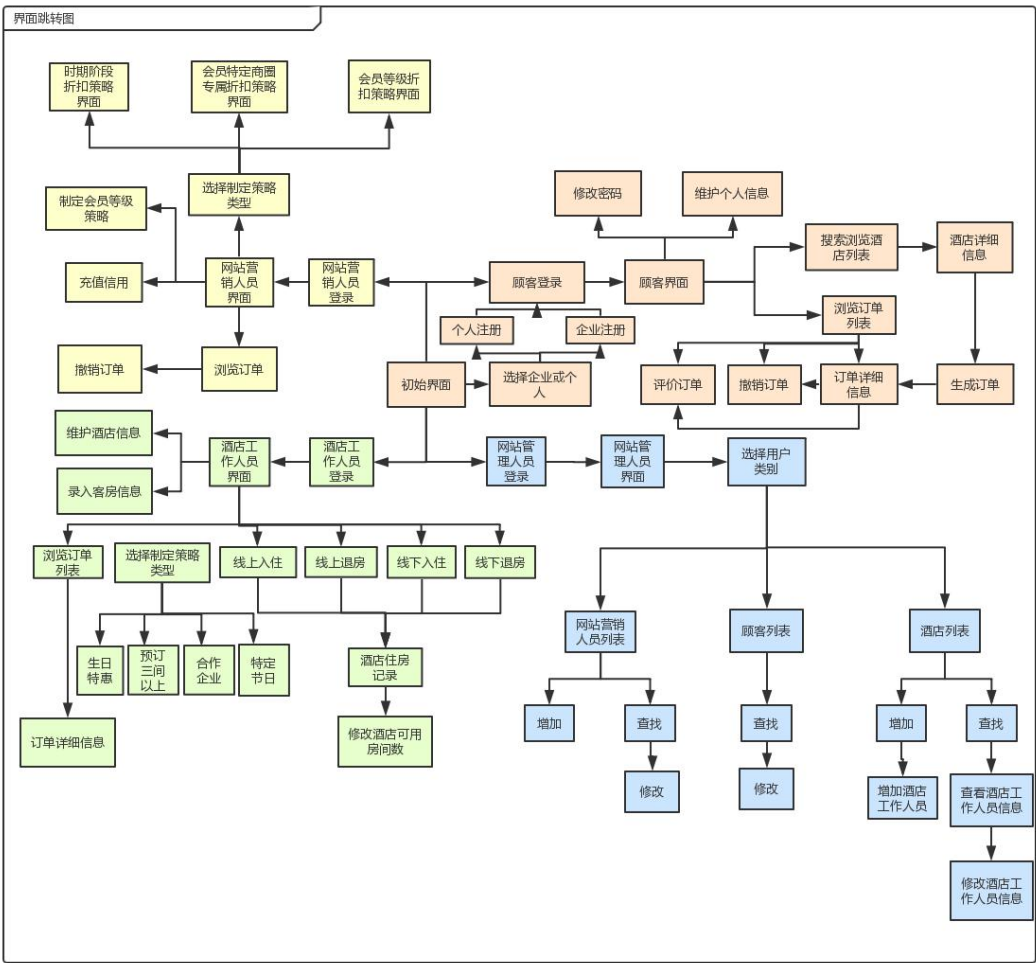 界面跳转图
时期阶段
折扣策略
界面
会员特定商圈
专属折扣策略
界面
会员等级折
扣策略界面
选择制定策略
类型
制定会员等级
策略
充值信用
网站营
销人员
界面
网站营
销人员
登录
撤销订单
浏览订单
修改密码
维护个人信息
顾客登录
顾客界面
搜索浏览酒
店列表
酒店详细
信息
浏览订单
列表
个人注册
企业注册
初始界面
选择企业或个
人
评价订单
撤销订单
订单详细
信息
生成订单
维护酒店信息
录入客房信息
酒店工
作人员
界面
酒店工
作人员
登录
网站管
理人员
登录
网站管
理人员
界面
选择用户
类别
浏览订单
列表
选择制定策略
类型
线上入住
线上退房
线下入住
线下退房
生日
特惠
预订
三间
以上
合作
企业
特定
节日
酒店住房
记录
订单详细信息
修改酒店可用
房间数
网站营销
人员列表
顾客列表
酒店列表
增加
查找
查找
增加
查找
修改
修改
增加酒店
工作人员
查看酒店工
作人员信息
修改酒店工
作人员信息